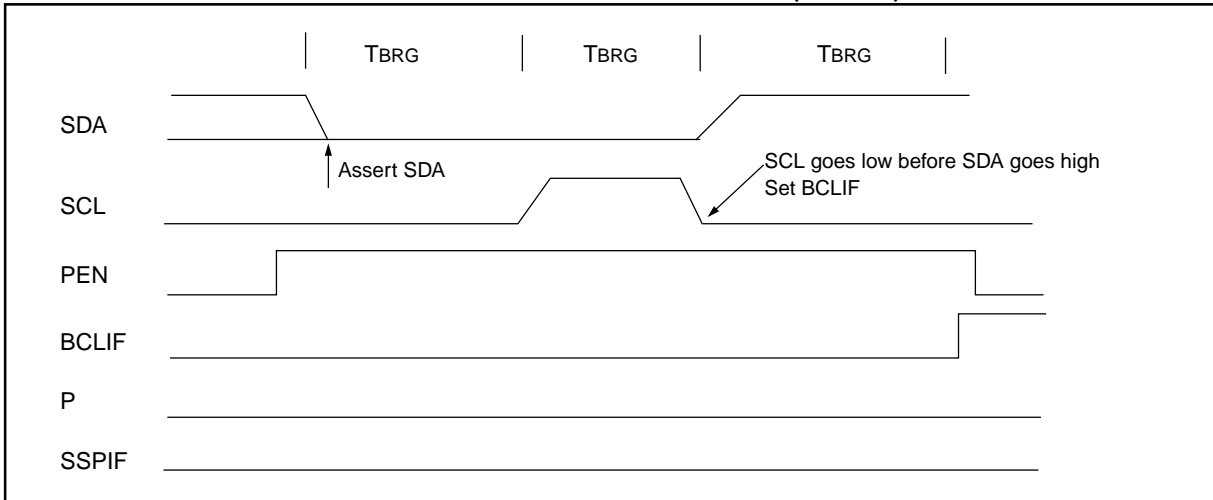 TBRG TBRG TBRG
SDA
Assert SDA
SCL goes low before SDA goes high
Set BCLIF
SCL
PEN
BCLIF
P
SSPIF